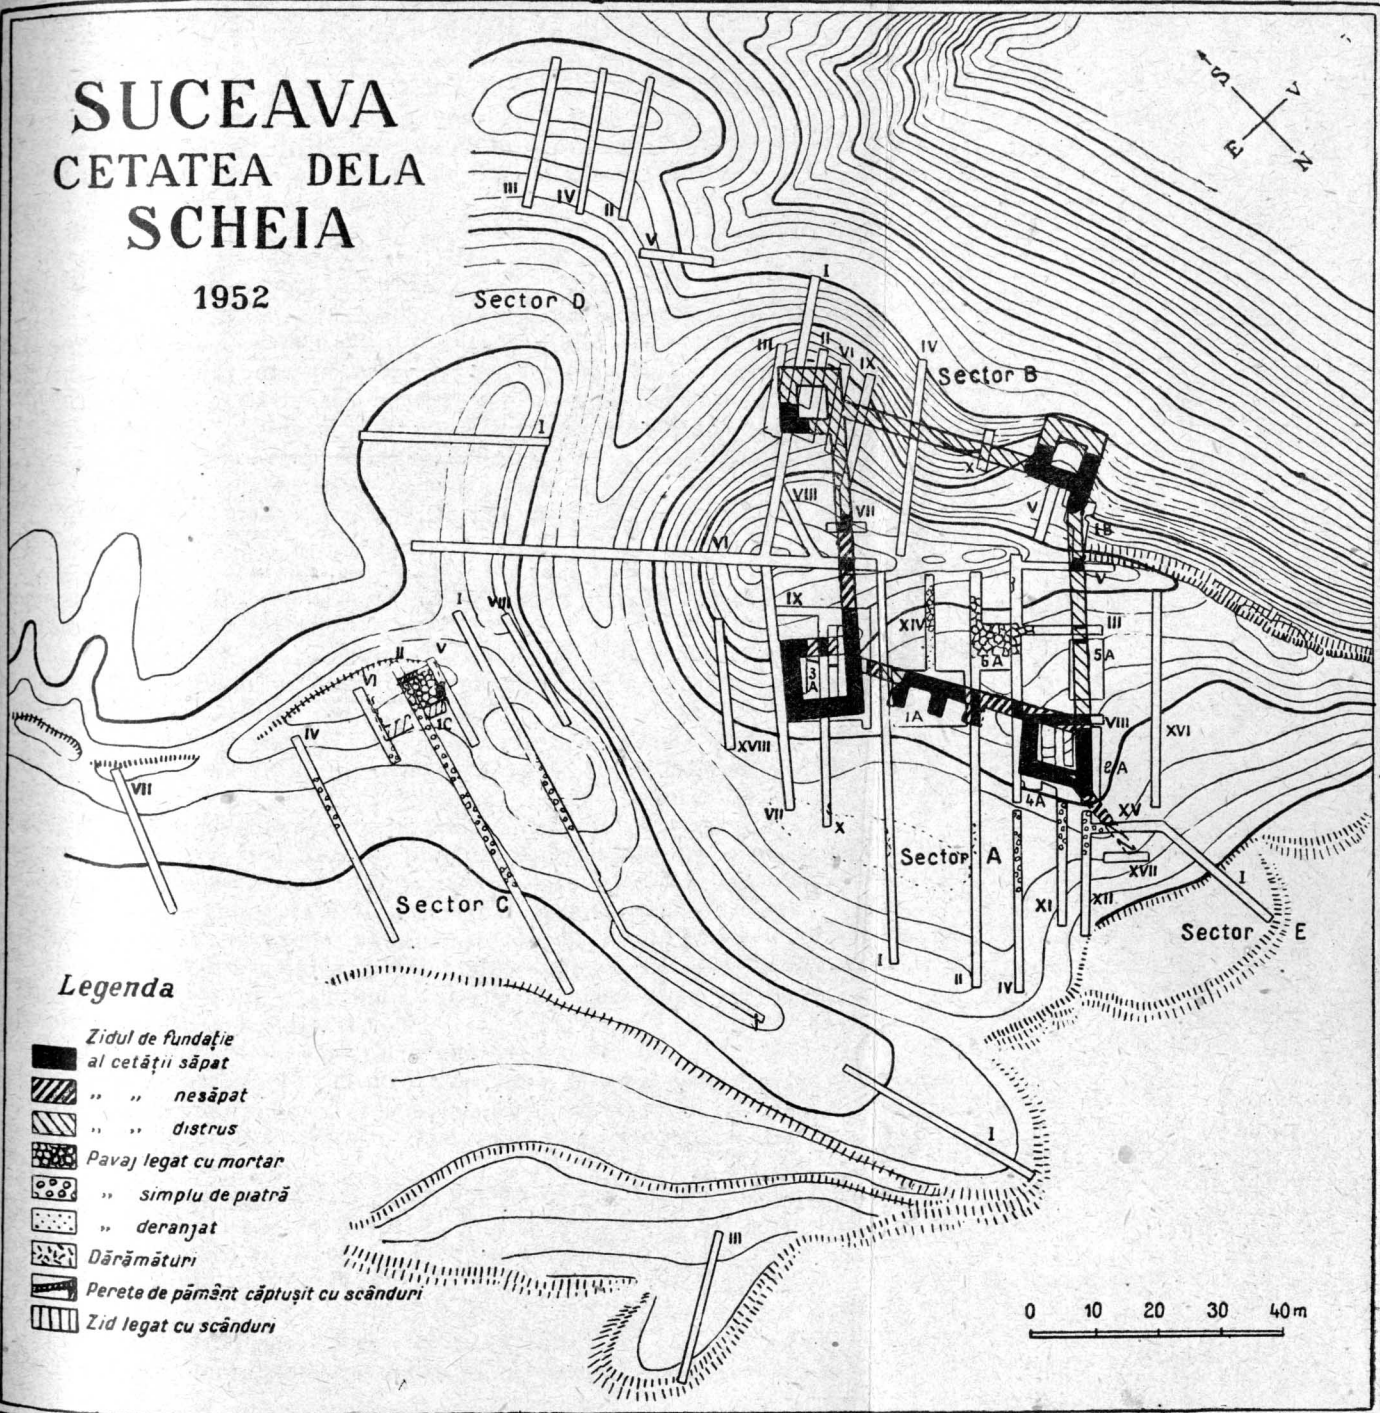 SUCEAVA
CETATEA DELA
SCHEIA
1952
S
V
E
N
III
IV
II
V
I
Sector D
III
II
VI
IX
IV
Sector B
I
X
VIII
VII
V
1B
VI
V
I
VIII
IX
XIV
III
6A
5A
II
V
VI
3
A
1C
1A
VIII
IV
XVIII
XVI
2A
VII
4A
XV
VII
X
Sector A
XVII
I
XI
XII
Sector C
Sector E
I
II
IV
I
I
III
Legenda
Zidul de fundație
al cetății săpat
" " nesăpat
" " distrus
Pavaj legat cu mortar
" simplu de piatră
" deranjat
Dărămături
Perete de pământ căptușit cu scânduri
Zid legat cu scânduri
0 10 20 30 40m